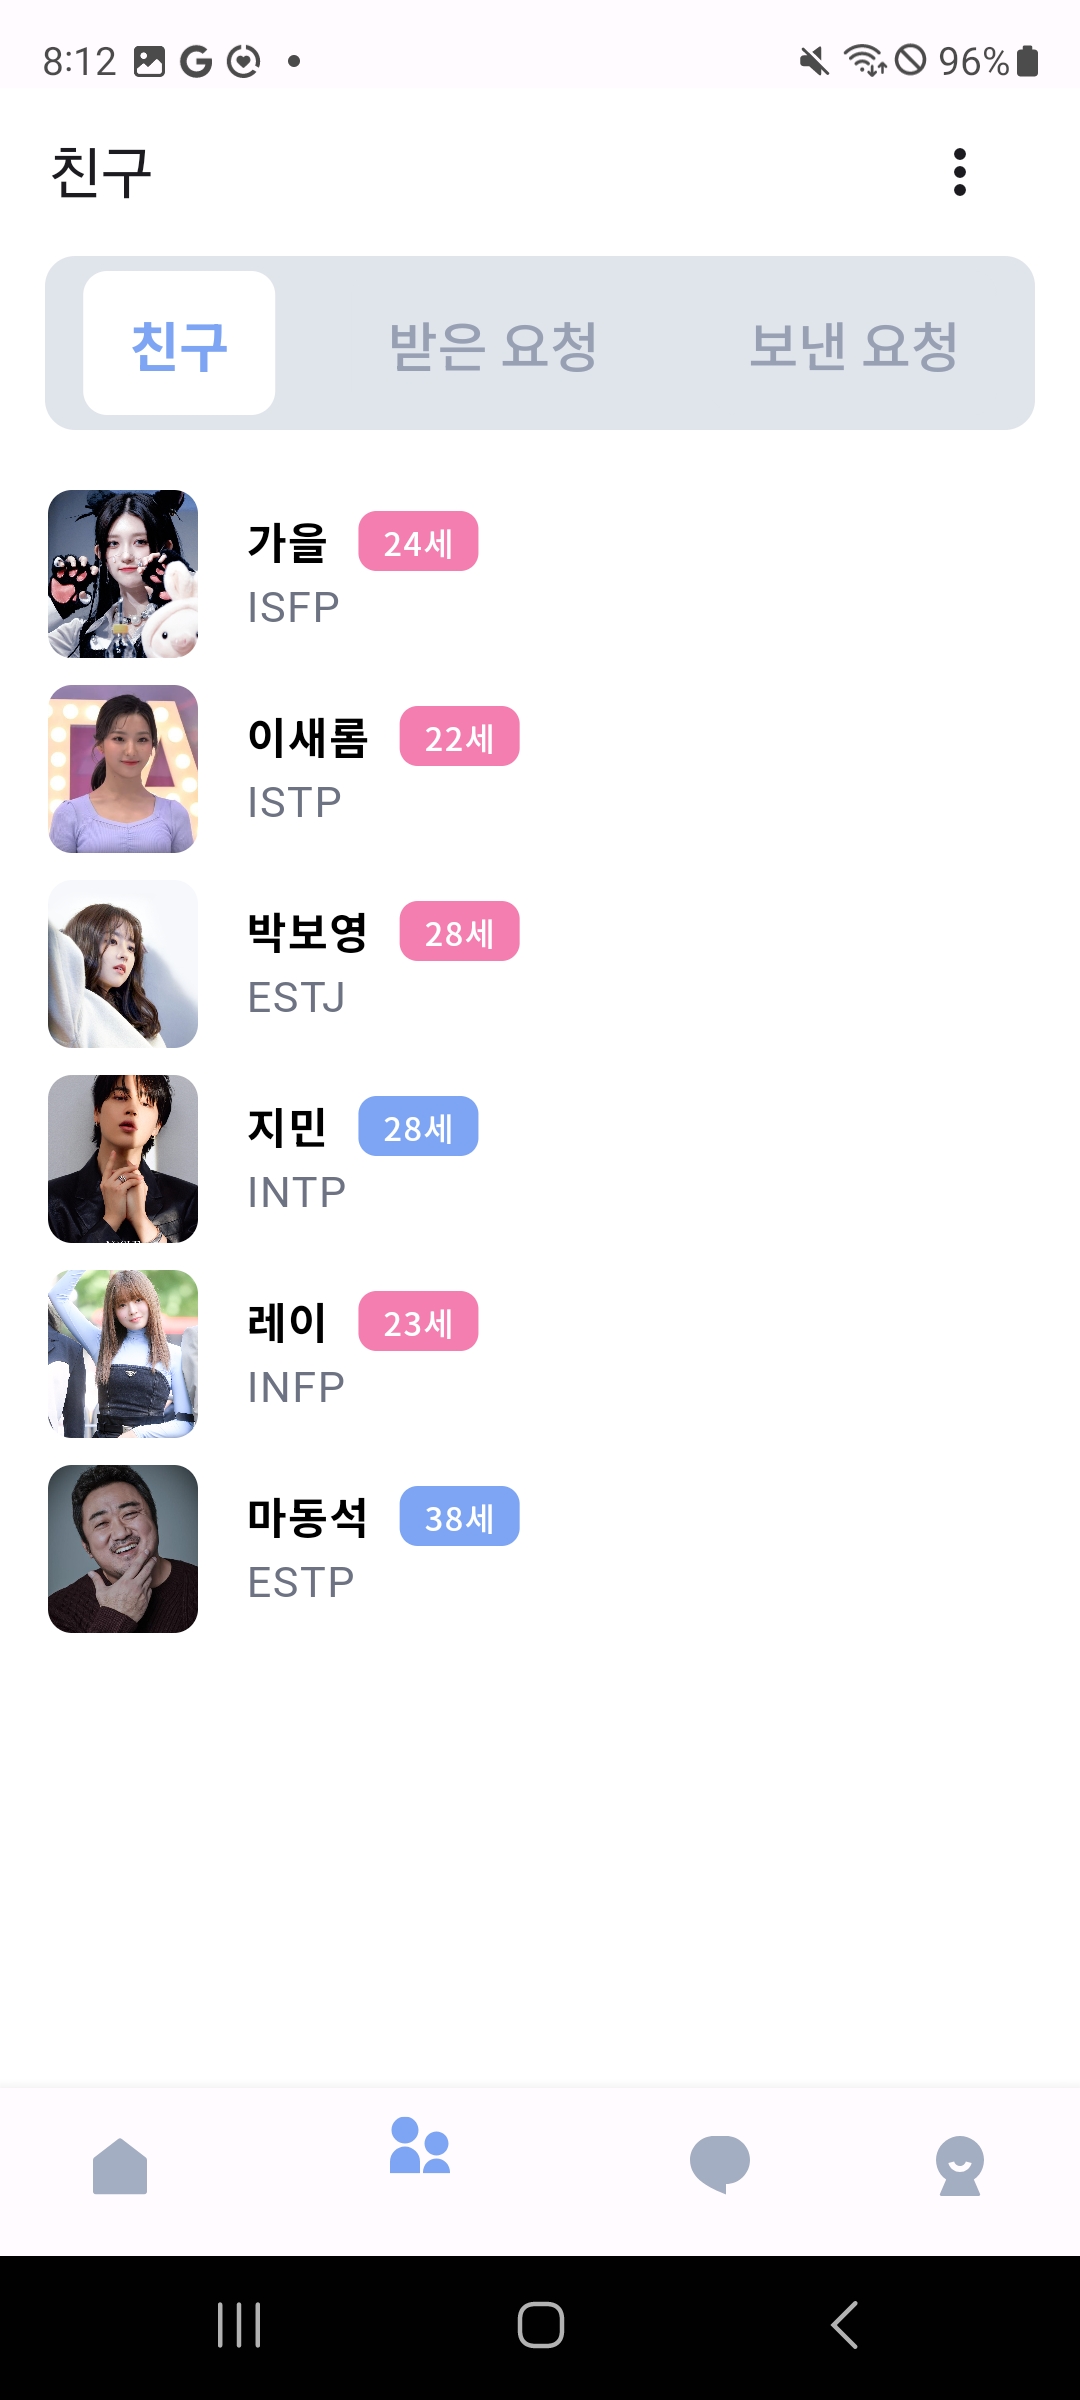 8:12 96%
친구
친구 받은 요청 보낸 요청
가을 24세
ISFP
이새롬 22세
ISTP
박보영 28세
ESTJ
지민 28세
INTP
레이 23세
INFP
마동석 38세
ESTP